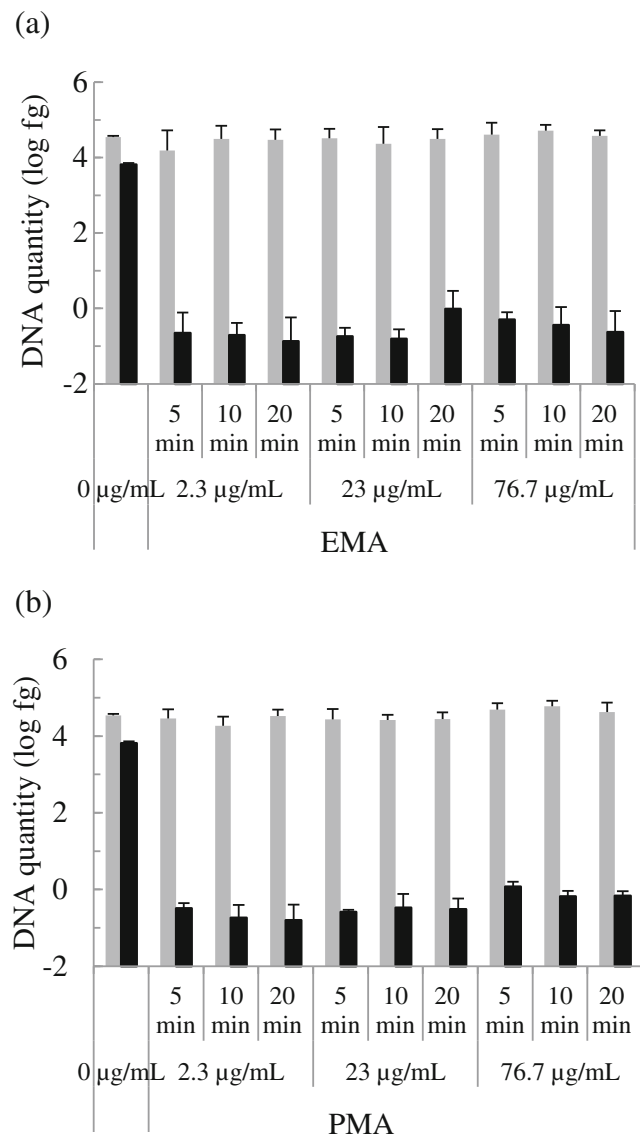 (a)
DNA quantity (log fg)
6
4
2
0
-2
5 min 10 min 20 min 5 min 10 min 20 min 5 min 10 min 20 min
0 µg/mL 2.3 µg/mL 23 µg/mL 76.7 µg/mL
EMA
(b)
DNA quantity (log fg)
6
4
2
-0
-2
5 min 10 min 20 min 5 min 10 min 20 min 5 min 10 min 20 min
0 µg/mL 2.3 µg/mL 23 µg/mL 76.7 µg/mL
PMA